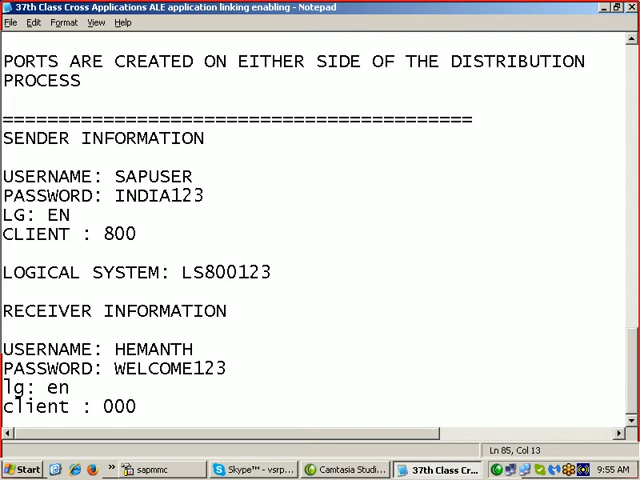 37th Class Cross Applications ALE application linking enabling - Notepad
File Edit Format View Help
PORTS ARE CREATED ON EITHER SIDE OF THE DISTRIBUTION
PROCESS
==========================================
SENDER INFORMATION
USERNAME: SAPUSER
PASSWORD: INDIA123
LG: EN
CLIENT : 800
LOGICAL SYSTEM: LS800123
RECEIVER INFORMATION
USERNAME: HEMANTH
PASSWORD: WELCOME123
lg: en
client : 000
Ln 85, Col 13
Start » sapmmc Skype™ - vsrp... Camtasia Studi... 37th Class Cr... 9:55 AM